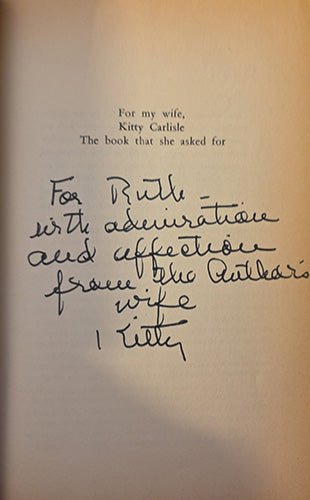 For my wife,
Kitty Carlisle
The book that she asked for
For Ruth –
with admiration
and affection
from the Author's
wife
Kitty